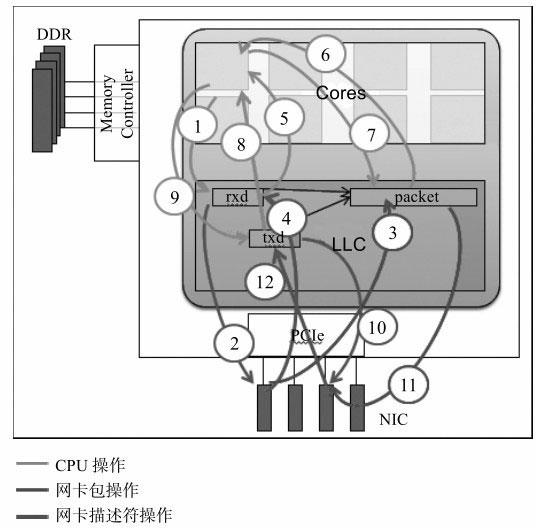 DDR
Memory
Controller
Cores
6
1
5
7
8
9
rxd
packet
4
3
txd
LLC
12
2
PCIe
10
11
NIC
CPU 操作
网卡包操作
网卡描述符操作